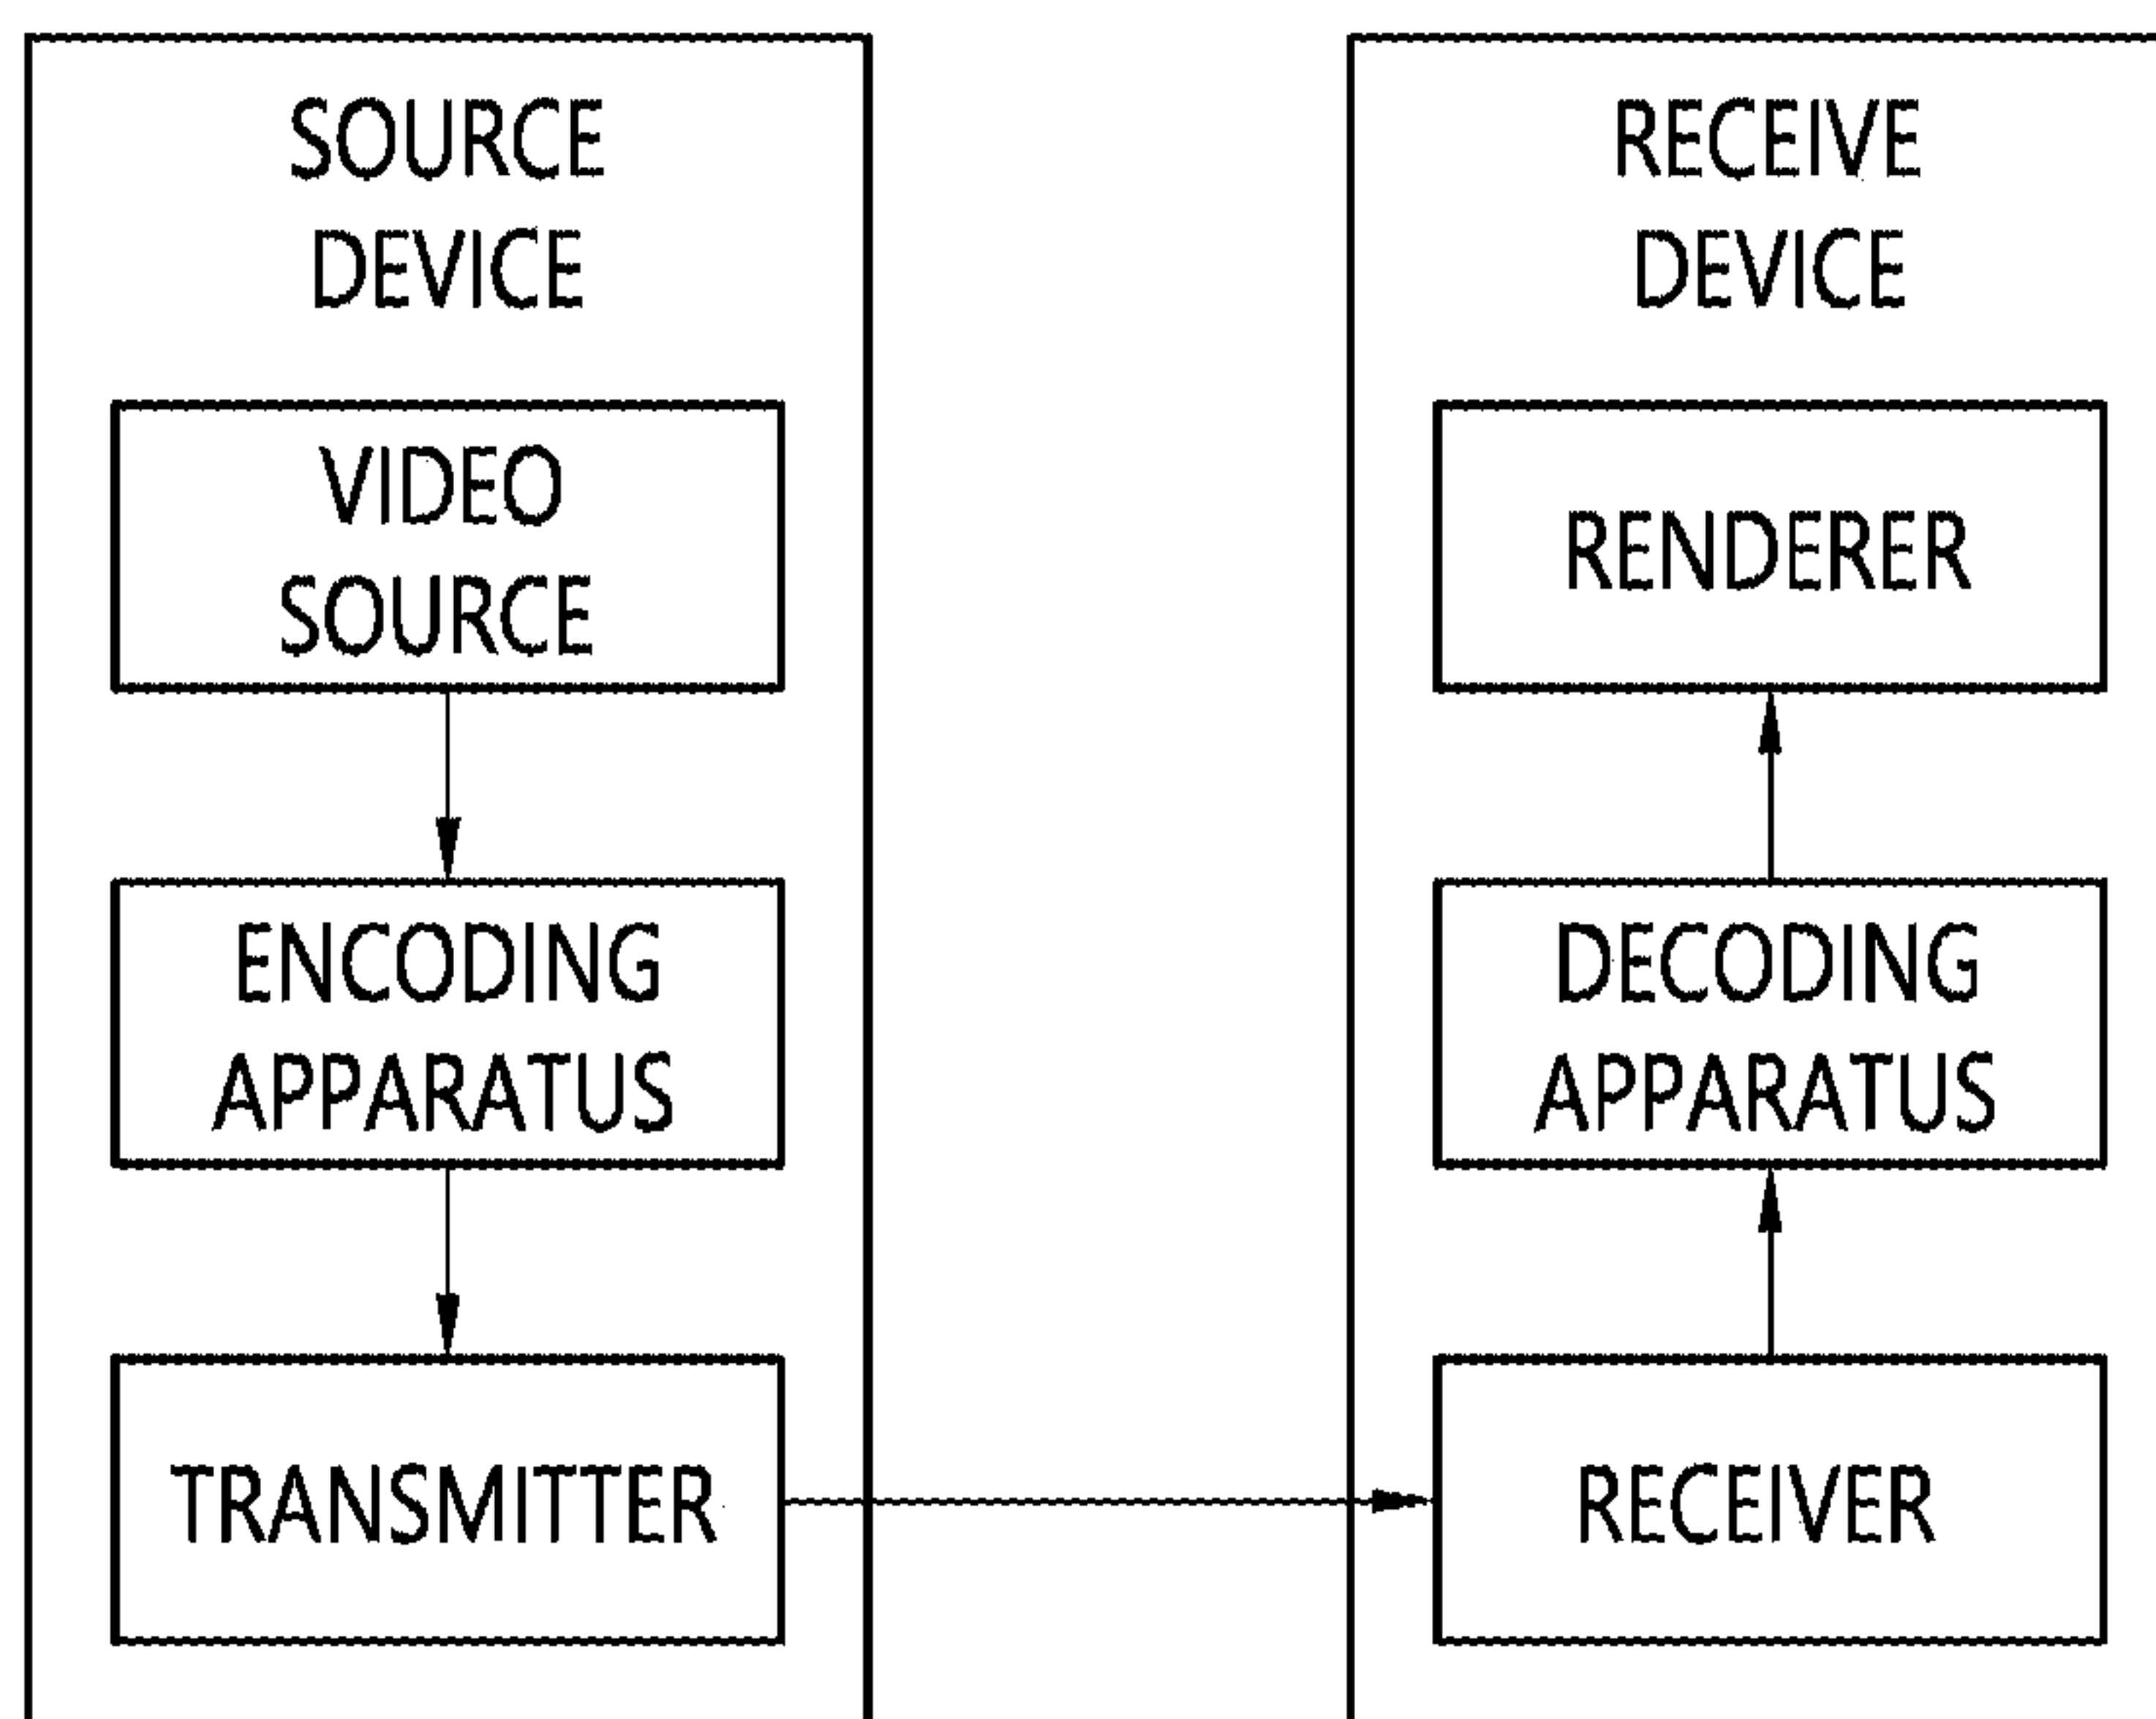 SOURCE
DEVICE
VIDEO
SOURCE
ENCODING
APPARATUS
TRANSMITTER
RECEIVE
DEVICE
RENDERER
DECODING
APPARATUS
RECEIVER